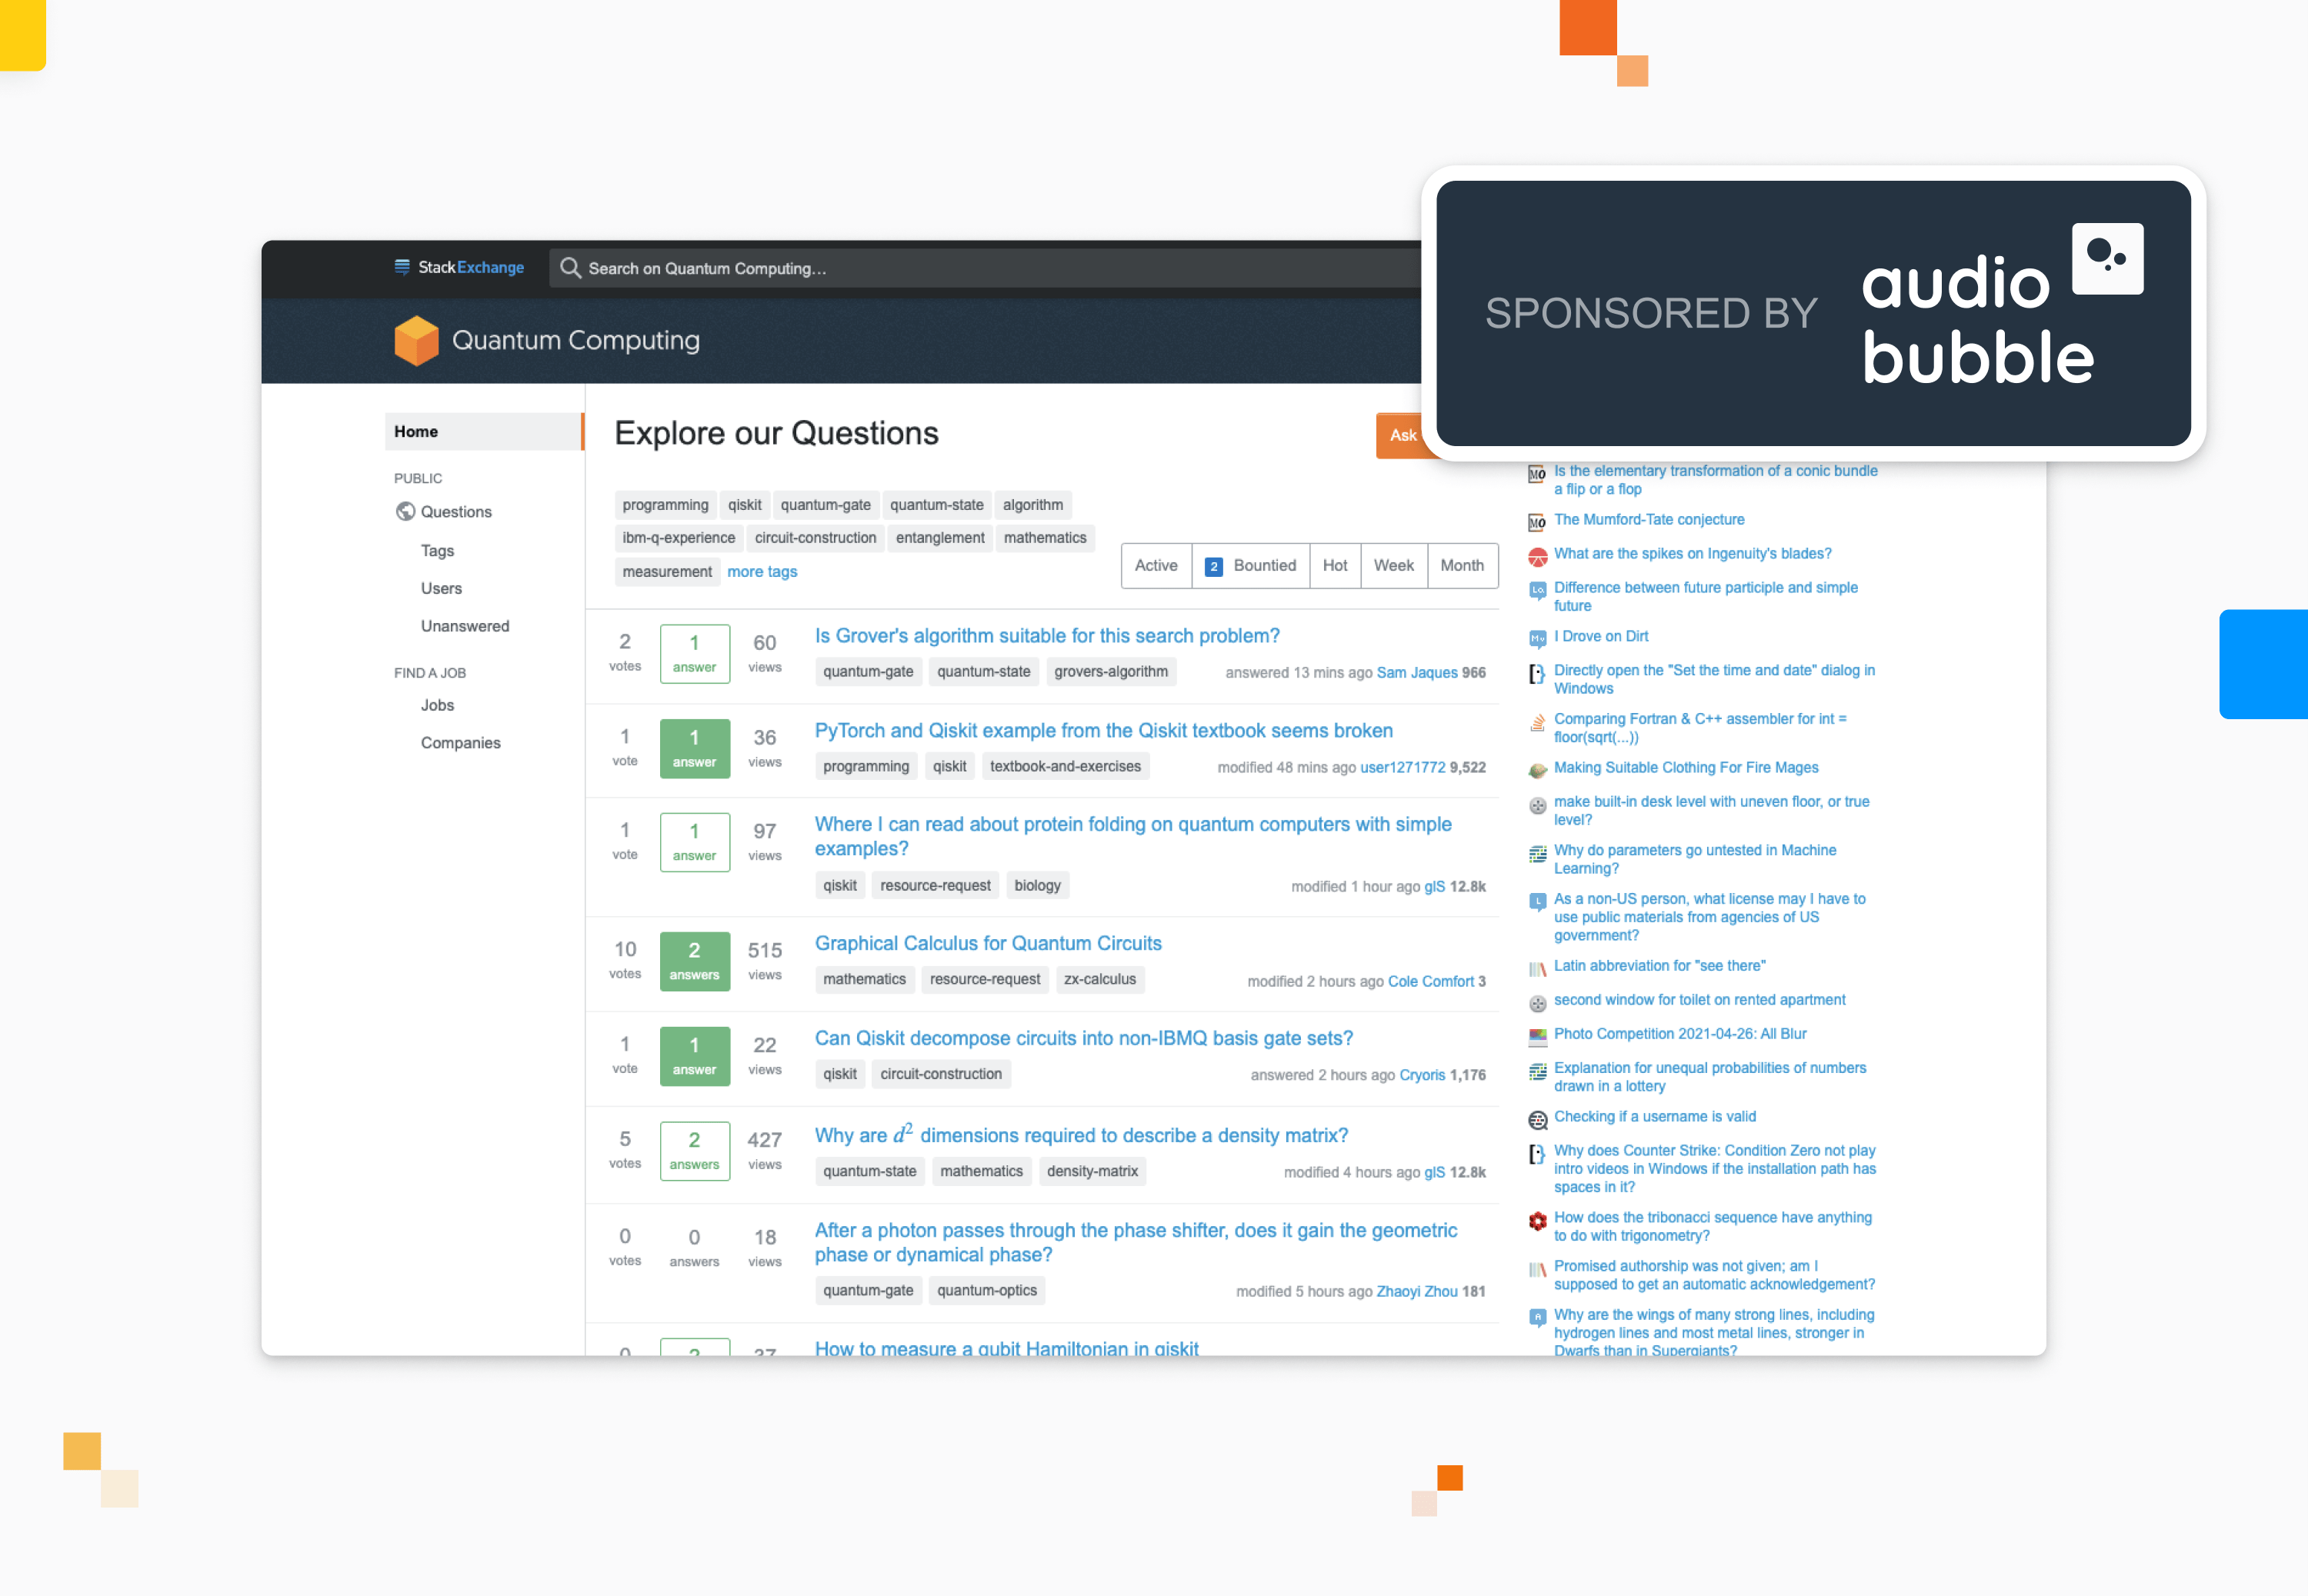 StackExchange
Search on Quantum Computing...
Quantum Computing
SPONSORED BY
audio
bubble
Home
PUBLIC
Questions
Tags
Users
Unanswered
FIND A JOB
Jobs
Companies
Explore our Questions
Ask
programming qiskit quantum-gate quantum-state algorithm
ibm-q-experience circuit-construction entanglement mathematics
measurement more tags
Active 2 Bountied Hot Week Month
2 votes 1 answer 60 views
Is Grover's algorithm suitable for this search problem?
quantum-gate quantum-state grovers-algorithm
answered 13 mins ago Sam Jaques 966
1 vote 1 answer 36 views
PyTorch and Qiskit example from the Qiskit textbook seems broken
programming qiskit textbook-and-exercises
modified 48 mins ago user1271772 9,522
1 vote 1 answer 97 views
Where I can read about protein folding on quantum computers with simple
examples?
qiskit resource-request biology
modified 1 hour ago glS 12.8k
10 votes 2 answers 515 views
Graphical Calculus for Quantum Circuits
mathematics resource-request zx-calculus
modified 2 hours ago Cole Comfort 3
1 vote 1 answer 22 views
Can Qiskit decompose circuits into non-IBMQ basis gate sets?
qiskit circuit-construction
answered 2 hours ago Cryoris 1,176
5 votes 2 answers 427 views
Why are d² dimensions required to describe a density matrix?
quantum-state mathematics density-matrix
modified 4 hours ago glS 12.8k
0 votes 0 answers 18 views
After a photon passes through the phase shifter, does it gain the geometric
phase or dynamical phase?
quantum-gate quantum-optics
modified 5 hours ago Zhaoyi Zhou 181
0 2 37
How to measure a qubit Hamiltonian in qiskit
Is the elementary transformation of a conic bundle
a flip or a flop
The Mumford-Tate conjecture
What are the spikes on Ingenuity's blades?
Difference between future participle and simple
future
I Drove on Dirt
Directly open the "Set the time and date" dialog in
Windows
Comparing Fortran & C++ assembler for int =
floor(sqrt(...))
Making Suitable Clothing For Fire Mages
make built-in desk level with uneven floor, or true
level?
Why do parameters go untested in Machine
Learning?
As a non-US person, what license may I have to
use public materials from agencies of US
government?
Latin abbreviation for "see there"
second window for toilet on rented apartment
Photo Competition 2021-04-26: All Blur
Explanation for unequal probabilities of numbers
drawn in a lottery
Checking if a username is valid
Why does Counter Strike: Condition Zero not play
intro videos in Windows if the installation path has
spaces in it?
How does the tribonacci sequence have anything
to do with trigonometry?
Promised authorship was not given; am I
supposed to get an automatic acknowledgement?
Why are the wings of many strong lines, including
hydrogen lines and most metal lines, stronger in
Dwarfs than in Supergiants?